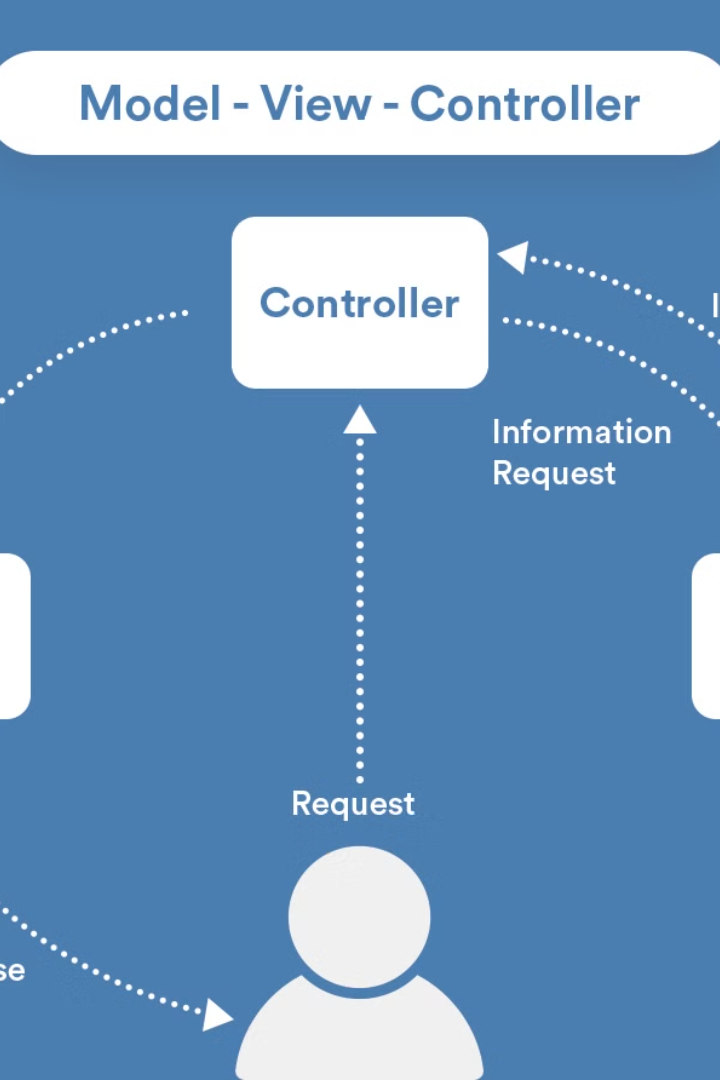 Model - View - Controller
Controller
Information
Request
Request